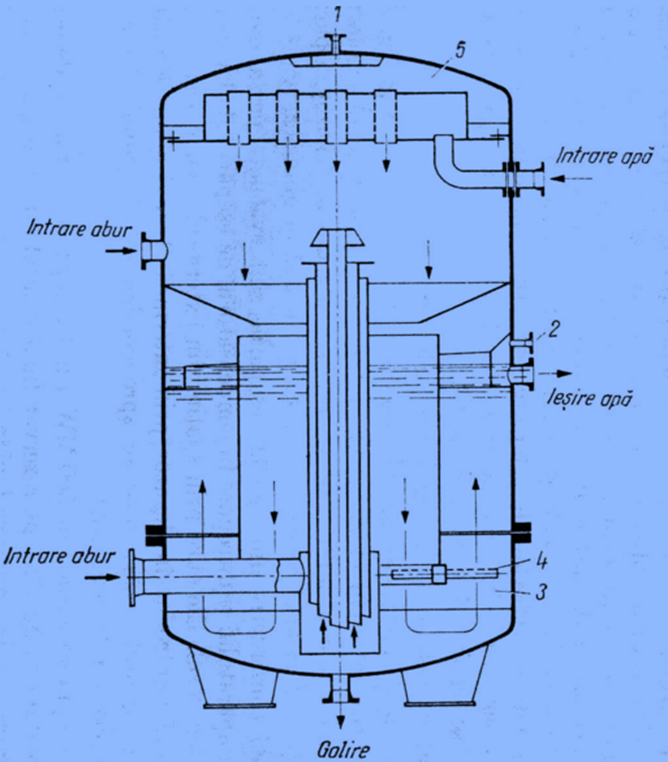 1
5
Intrare apă
Intrare abur
2
Ieșire apă
Intrare abur
4
3
Golire